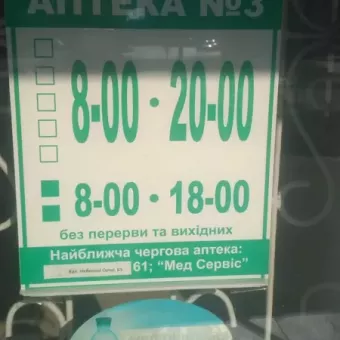 АПТЕКА №3
8-00 · 20-00
8-00 · 18-00
без перерви та вихідних
Найближча чергова аптека:
61; “Мед Сервіс”